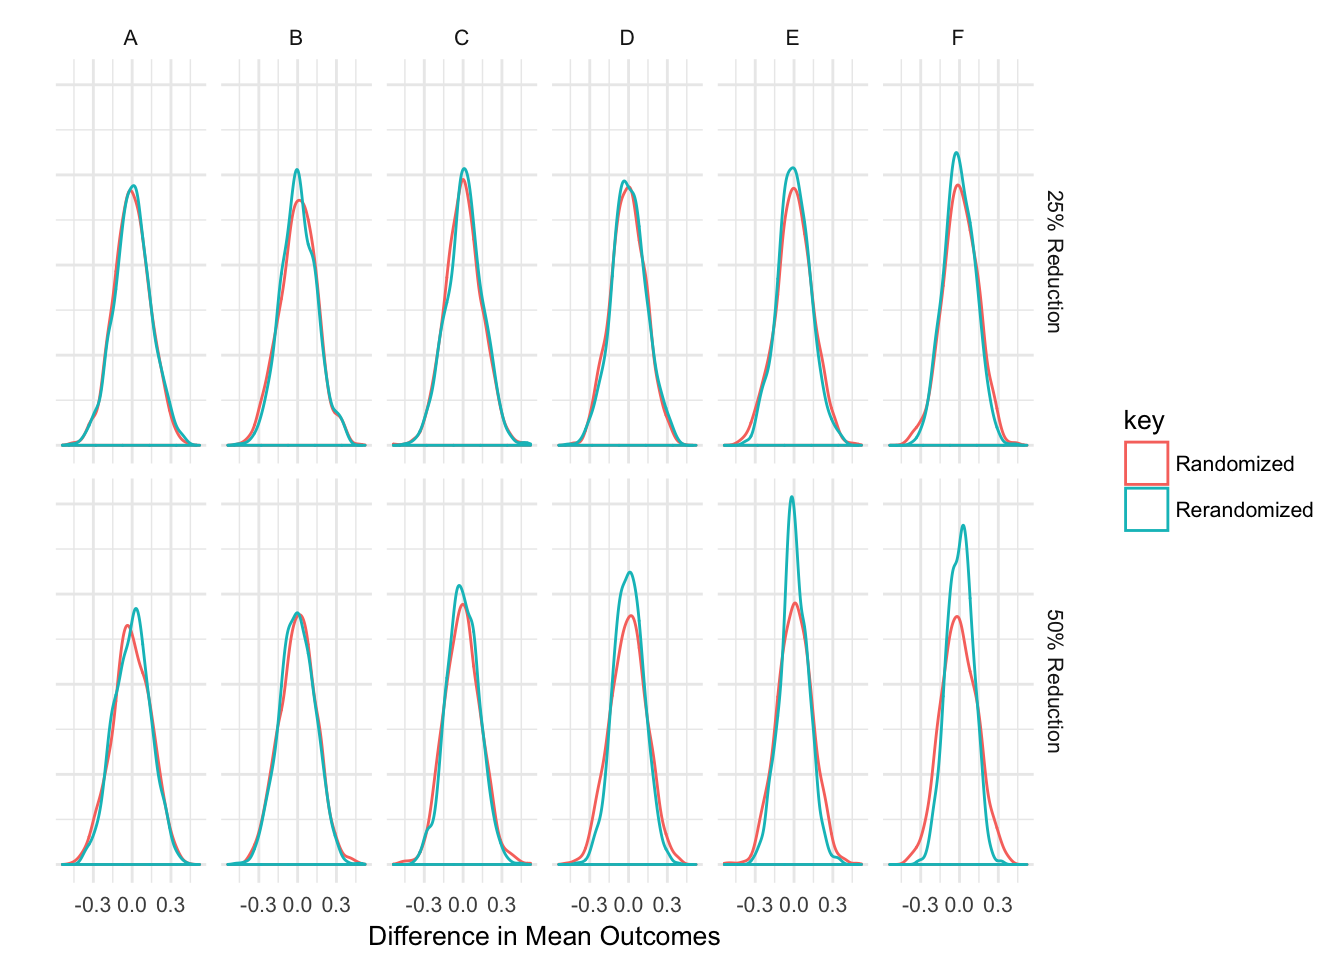 A B C D E F
25% Reduction
key
Randomized
Rerandomized
50% Reduction
-0.3 0.0 0.3 -0.3 0.0 0.3 -0.3 0.0 0.3 -0.3 0.0 0.3 -0.3 0.0 0.3 -0.3 0.0 0.3
Difference in Mean Outcomes